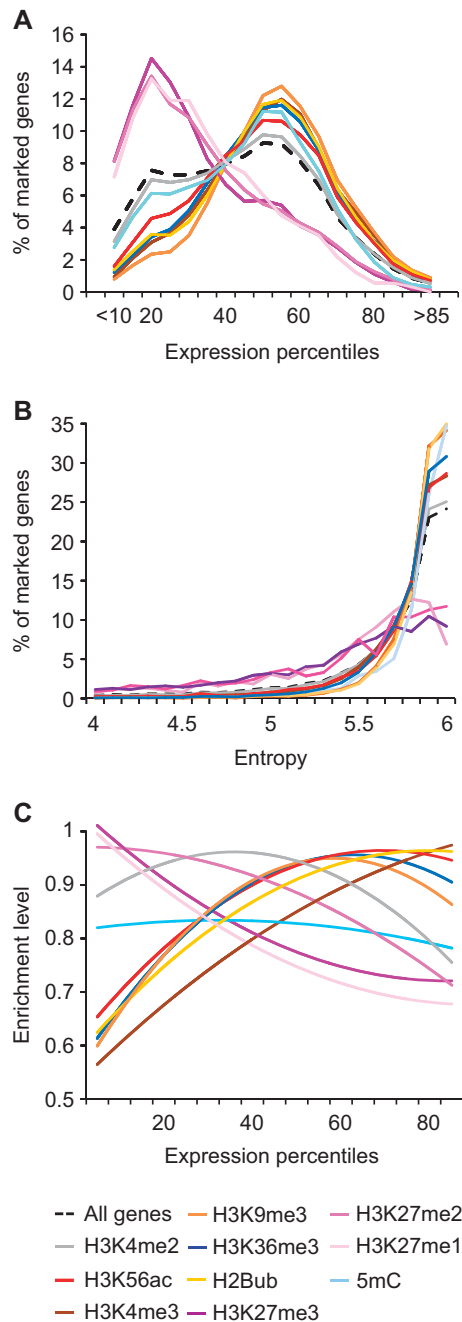 A
% of marked genes
16
14
12
10
8
6
4
2
0
<10 20 40 60 80 >85
Expression percentiles
B
% of marked genes
35
30
25
20
15
10
5
0
4 4.5 5 5.5 6
Entropy
C
Enrichment level
1
0.9
0.8
0.7
0.6
0.5
20 40 60 80
Expression percentiles
All genes H3K9me3 H3K27me2
H3K4me2 H3K36me3 H3K27me1
H3K56ac H2Bub 5mC
H3K4me3 H3K27me3